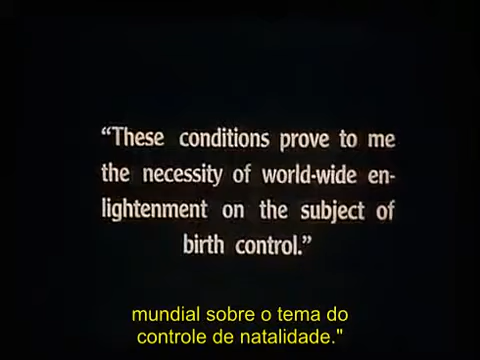 “These conditions prove to me
the necessity of world-wide en-
lightenment on the subject of
birth control.”
mundial sobre o tema do
controle de natalidade."